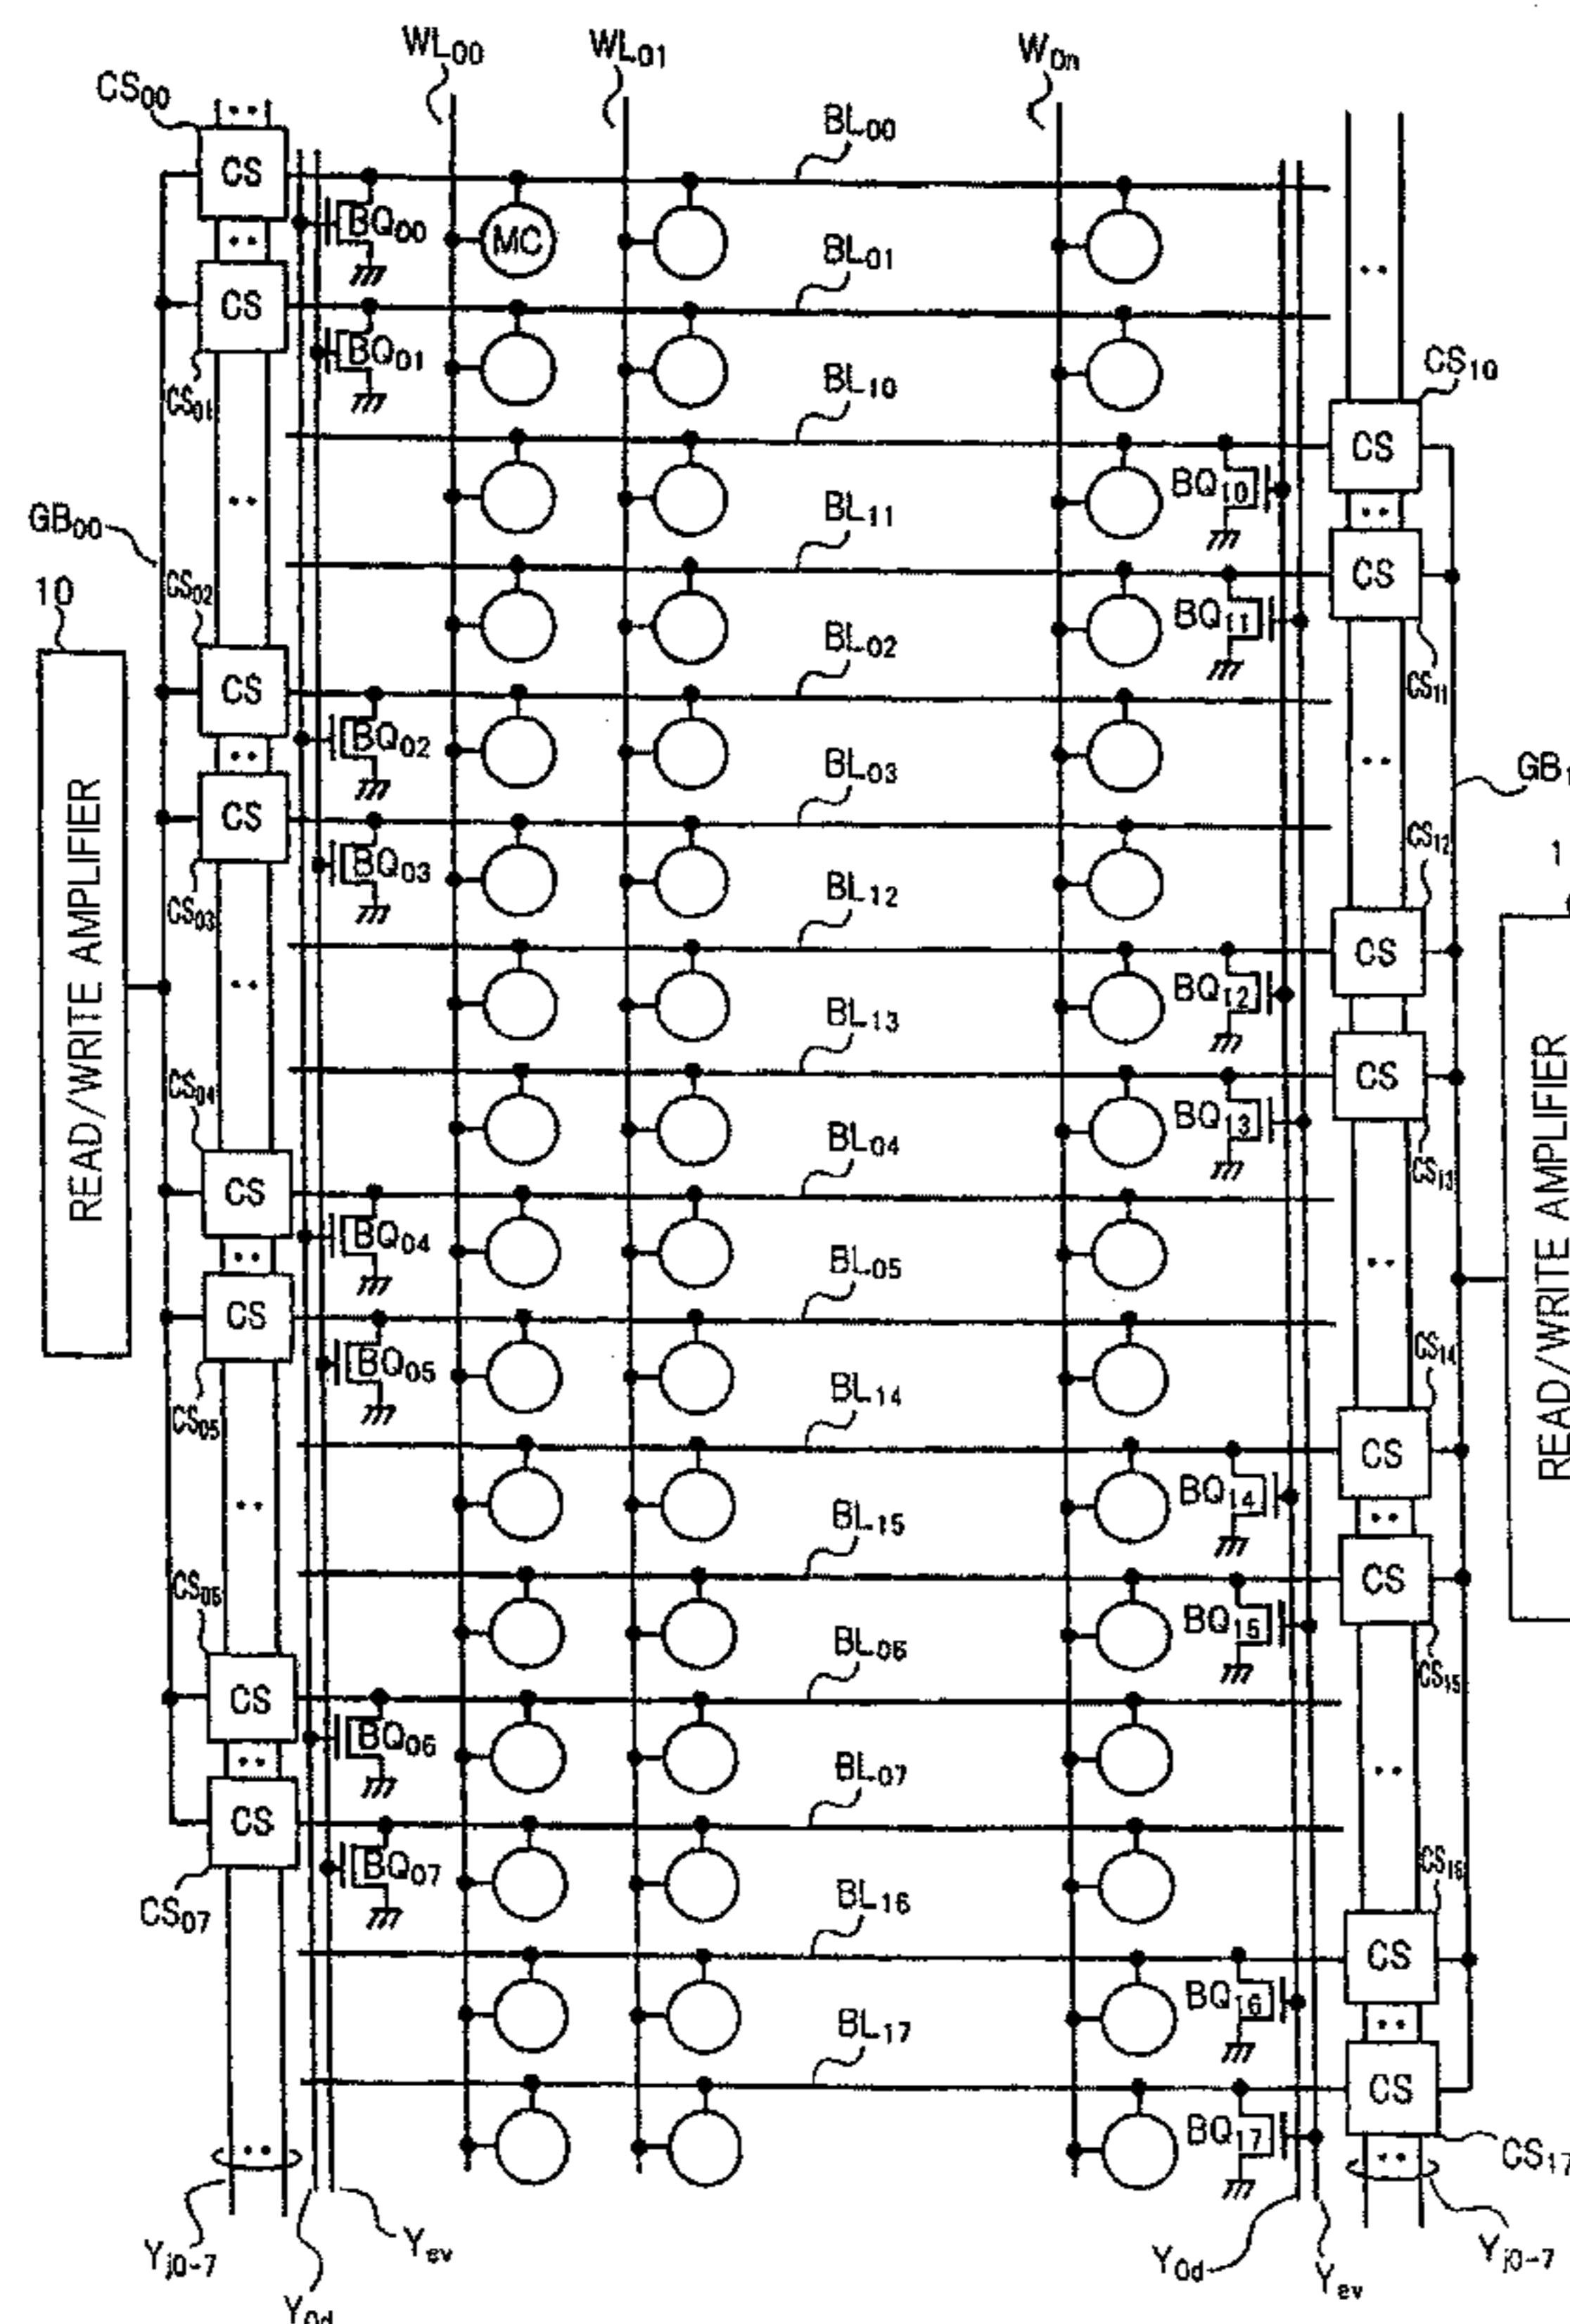 WL00
WL01
W0n
CS00
BL00
CS
BQ00
MC
BL01
CS
BQ01
CS01
BL10
CS10
CS
BQ10
GB00
BL11
CS
BQ11
CS02
10
BL02
CS11
CS
BQ02
BL03
GB1
CS
BQ03
CS12
1
CS03
BL12
CS
BQ12
READ/WRITE AMPLIFIER
BL13
CS
BQ13
CS04
CS13
BL04
CS
BQ04
READ/WRITE AMPLIFIER
BL05
CS
BQ05
CS14
CS05
BL14
CS
BQ14
BL15
CS
BQ15
CS06
BL06
CS15
CS
BQ06
BL07
CS
BQ07
CS16
CS07
BL16
CS
BQ16
BL17
CS
BQ17
CS17
Yj0-7
Yev
Y0d
Y0d
Yev
Yj0-7